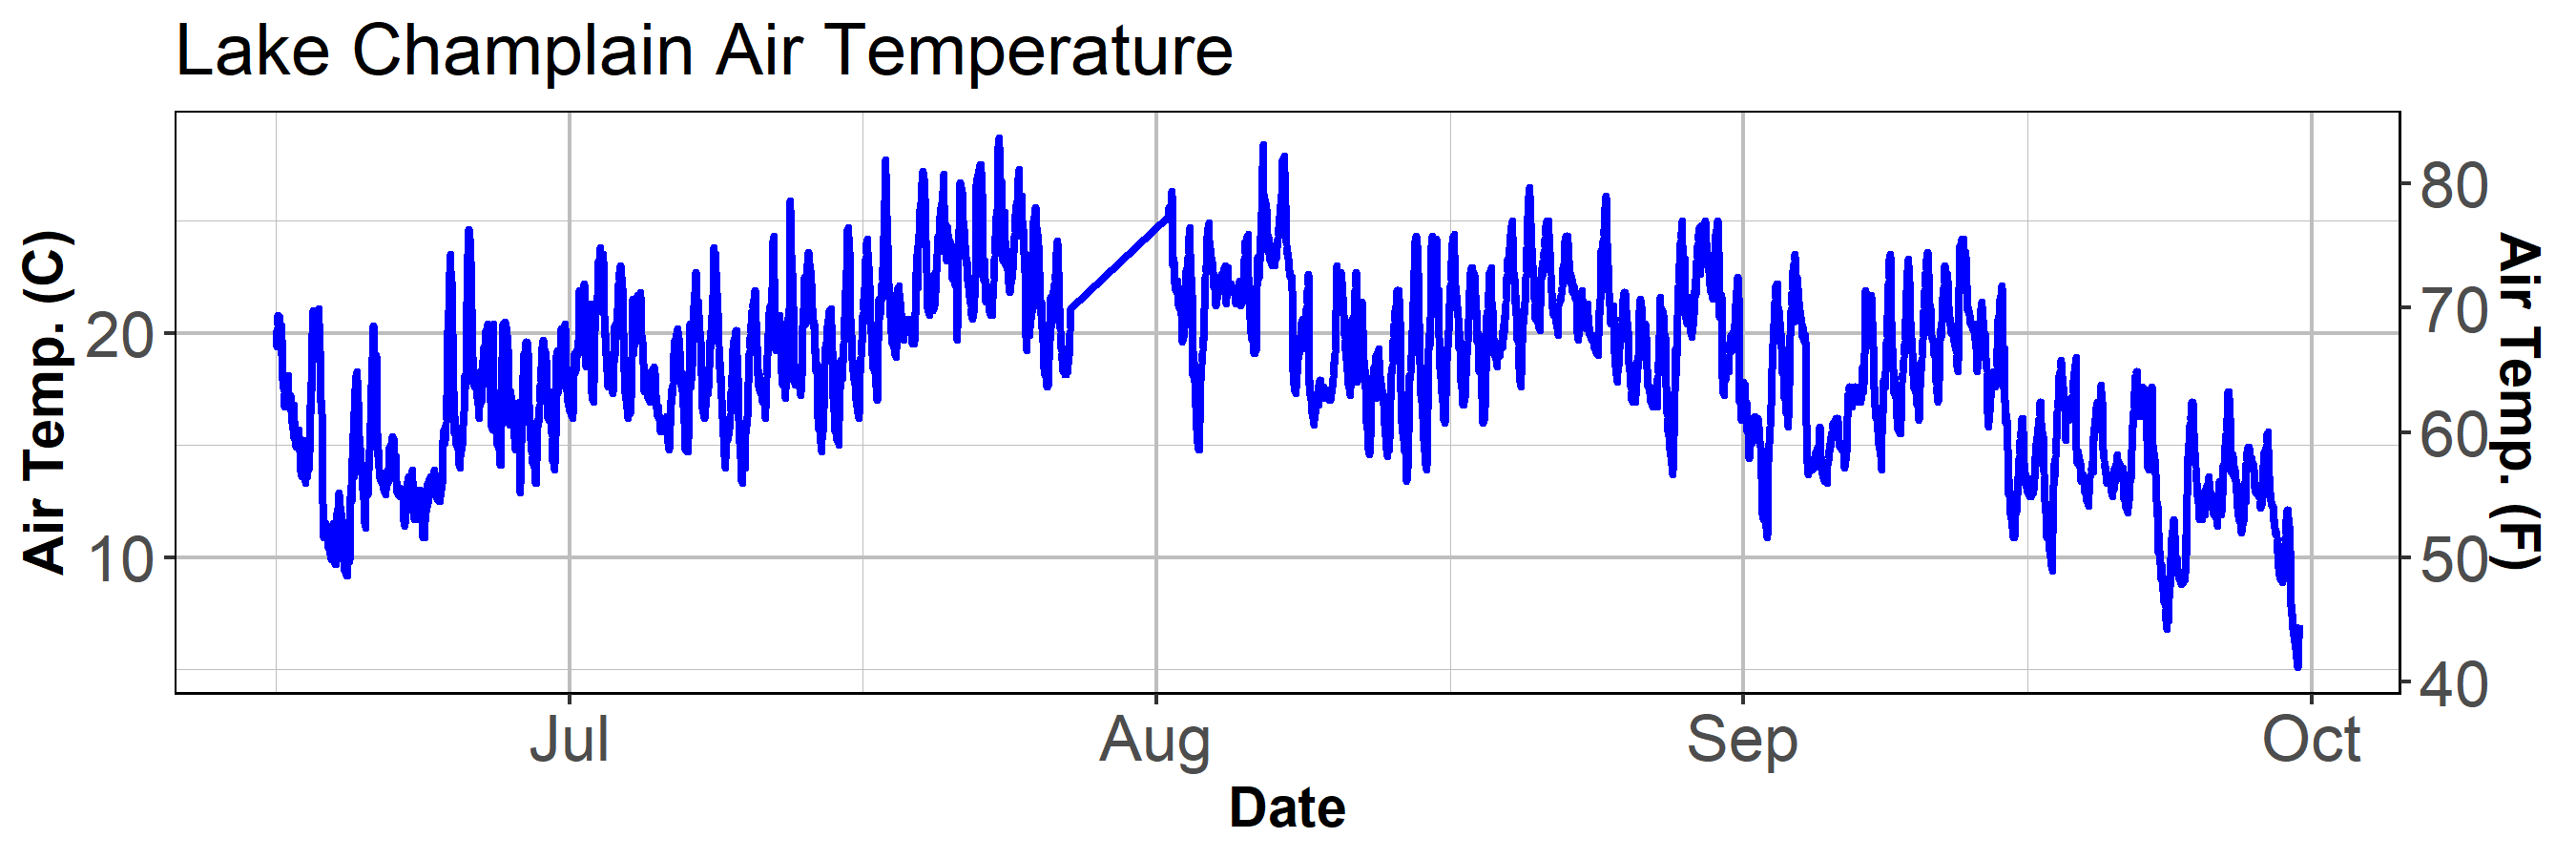 Lake Champlain Air Temperature
Air Temp. (C)
20
10
80
70
60
50
40
Air Temp. (F)
Jul
Aug
Sep
Oct
Date